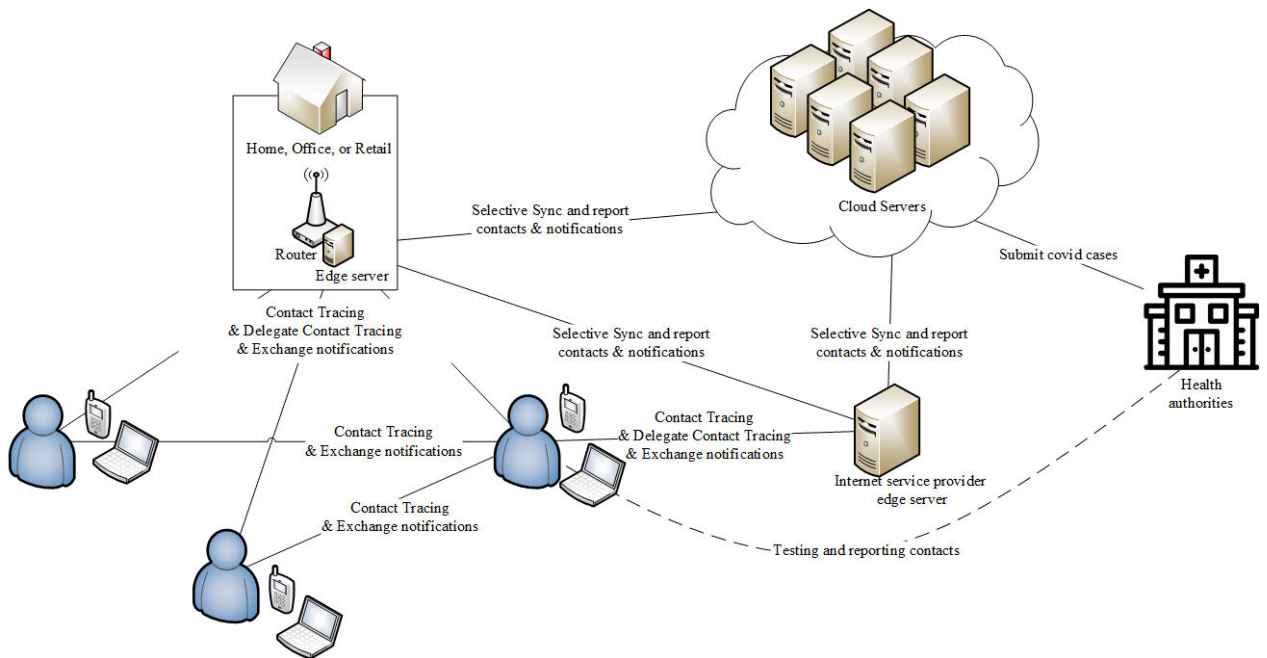 Home, Office, or Retail
Router
Edge server
Cloud Servers
Selective Sync and report
contacts & notifications
Submit covid cases
Contact Tracing
& Delegate Contact Tracing
& Exchange notifications
Selective Sync and report
contacts & notifications
Selective Sync and report
contacts & notifications
Health
authorities
Contact Tracing
& Exchange notifications
Contact Tracing
& Delegate Contact Tracing
& Exchange notifications
Internet service provider
edge server
Contact Tracing
& Exchange notifications
Testing and reporting contacts